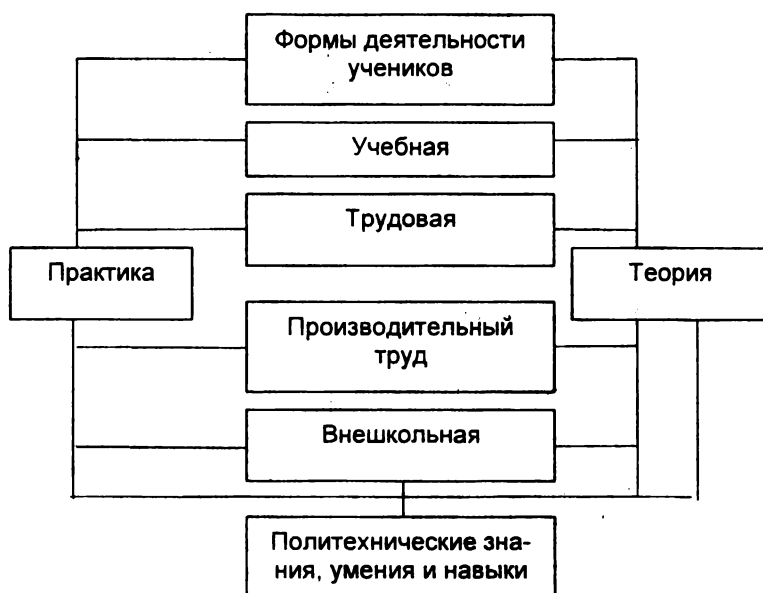 Формы деятельности
учеников
Учебная
Трудовая
Практика
Теория
Производительный
труд
Внешкольная
Политехнические зна-
ния, умения и навыки